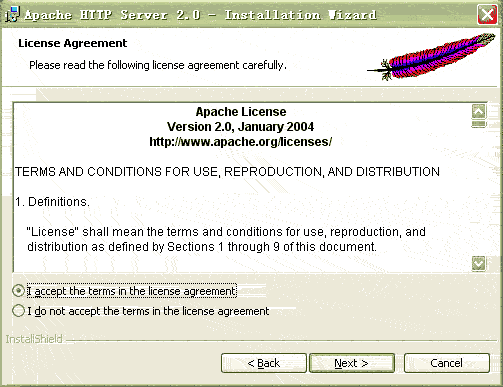 Apache HTTP Server 2.0 - Installation Wizard
License Agreement
Please read the following license agreement carefully.
Apache License
Version 2.0, January 2004
http://www.apache.org/licenses/
TERMS AND CONDITIONS FOR USE, REPRODUCTION, AND DISTRIBUTION
1. Definitions.
"License" shall mean the terms and conditions for use, reproduction, and
distribution as defined by Sections 1 through 9 of this document.
I accept the terms in the license agreement
I do not accept the terms in the license agreement
InstallShield
< Back Next > Cancel